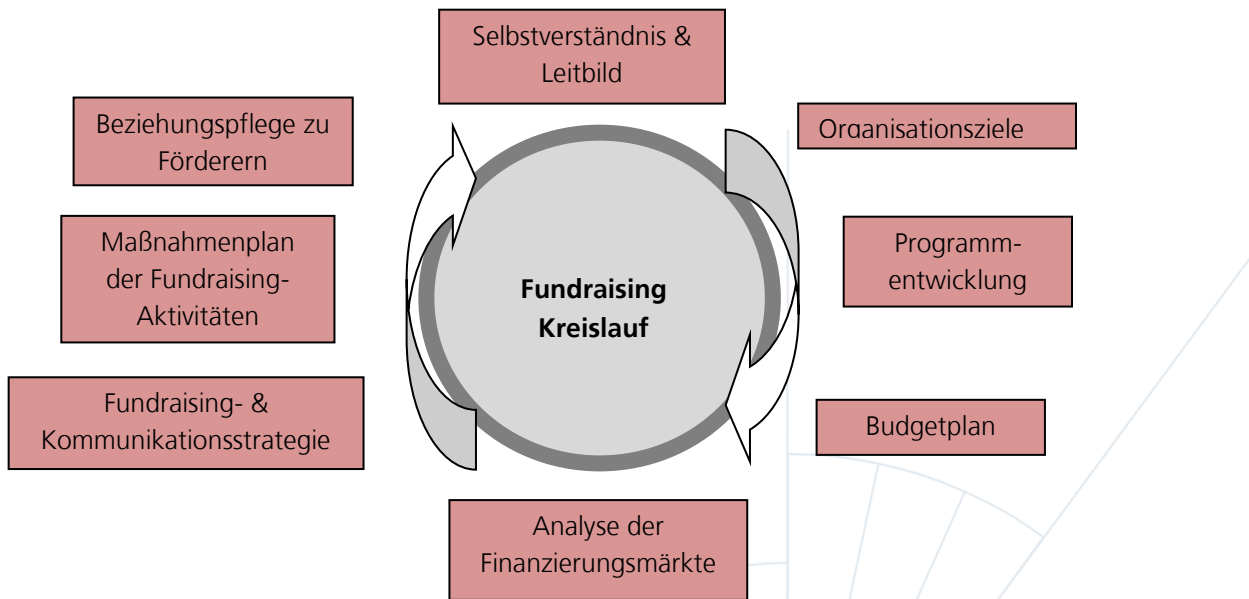 Selbstverständnis &
Leitbild
Organisationsziele
Programm-
entwicklung
Budgetplan
Analyse der
Finanzierungsmärkte
Fundraising- &
Kommunikationsstrategie
Maßnahmenplan
der Fundraising-
Aktivitäten
Beziehungspflege zu
Förderern
Fundraising
Kreislauf